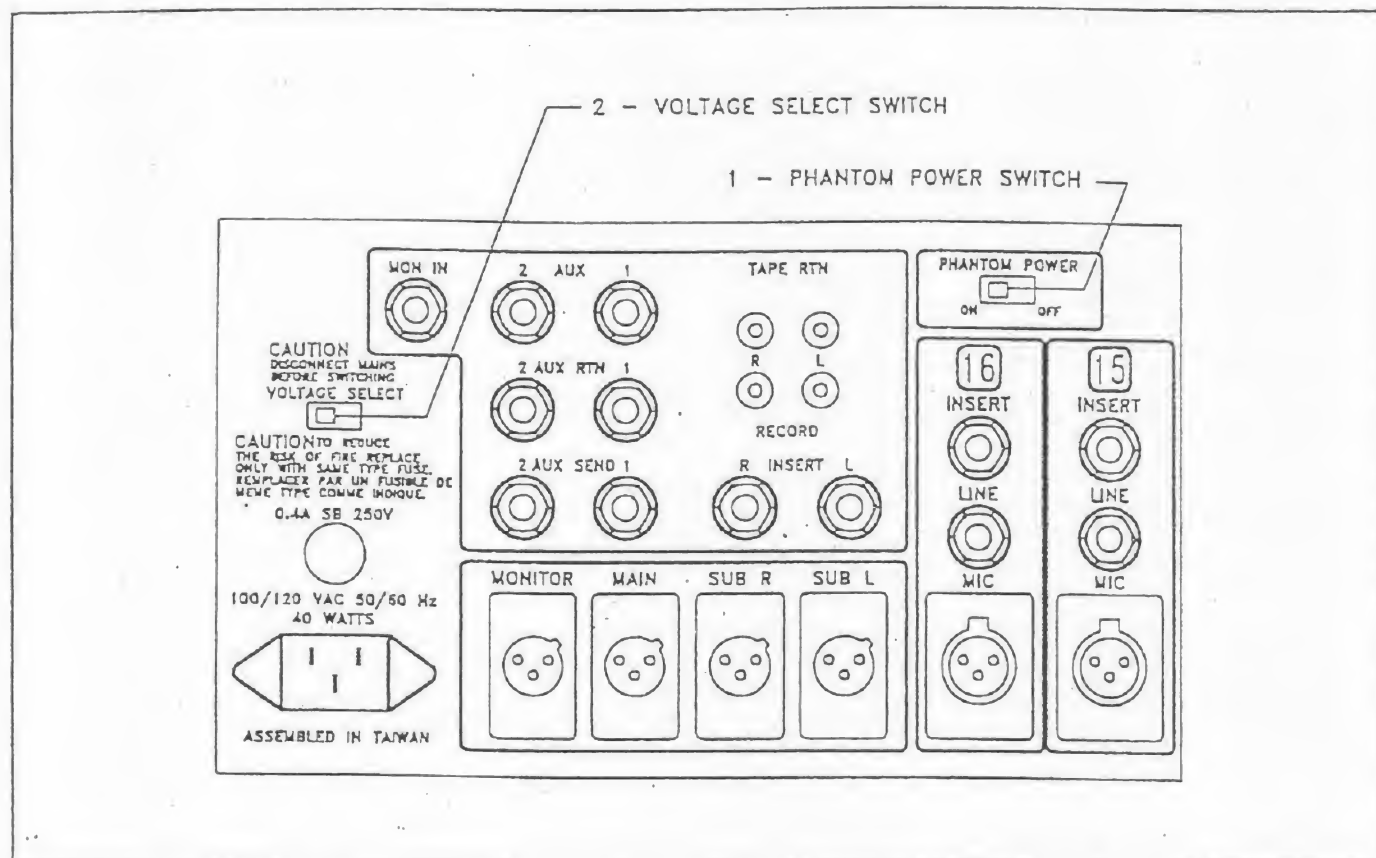 2 - VOLTAGE SELECT SWITCH
1 - PHANTOM POWER SWITCH
MON IN
2 AUX 1
TAPE RTN
PHANTOM POWER
ON OFF
CAUTION
DISCONNECT MAINS
BEFORE SWITCHING
VOLTAGE SELECT
2 AUX RTN 1
R L
RECORD
16
INSERT
15
INSERT
CAUTION TO REDUCE
THE RISK OF FIRE REPLACE
ONLY WITH SAME TYPE FUSE.
REMPLACER PAR UN FUSIBLE DE
MEME TYPE COMME INDIQUE.
0.4A SB 250V
2 AUX SEND 1
R INSERT L
LINE
LINE
MIC
MIC
MONITOR
MAIN
SUB R
SUB L
100/120 VAC 50/60 Hz
40 WATTS
ASSEMBLED IN TAIWAN